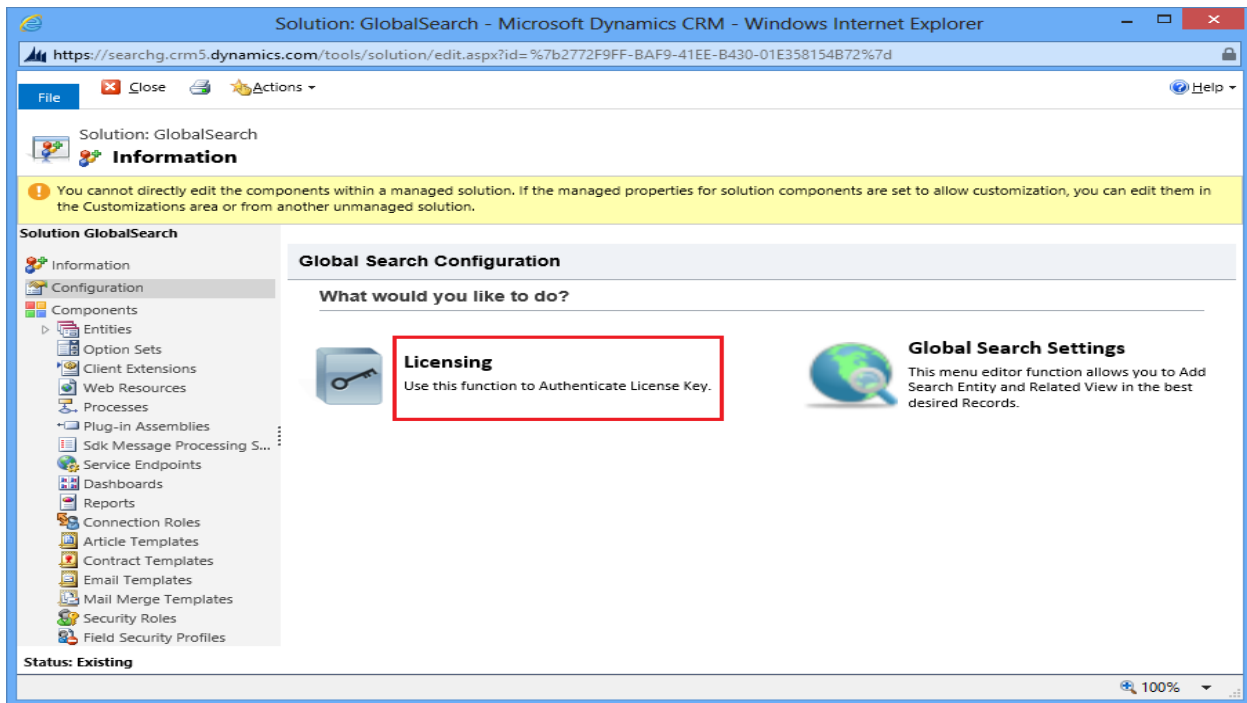 Solution: GlobalSearch - Microsoft Dynamics CRM - Windows Internet Explorer
https://searchg.crm5.dynamics.com/tools/solution/edit.aspx?id=%7b2772F9FF-BAF9-41EE-B430-01E358154B72%7d
File Close Actions Help
Solution: GlobalSearch
Information
You cannot directly edit the components within a managed solution. If the managed properties for solution components are set to allow customization, you can edit them in
the Customizations area or from another unmanaged solution.
Solution GlobalSearch
Information
Configuration
Components
Entities
Option Sets
Client Extensions
Web Resources
Processes
Plug-in Assemblies
Sdk Message Processing S...
Service Endpoints
Dashboards
Reports
Connection Roles
Article Templates
Contract Templates
Email Templates
Mail Merge Templates
Security Roles
Field Security Profiles
Global Search Configuration
What would you like to do?
Licensing
Use this function to Authenticate License Key.
Global Search Settings
This menu editor function allows you to Add
Search Entity and Related View in the best
desired Records.
Status: Existing
100%